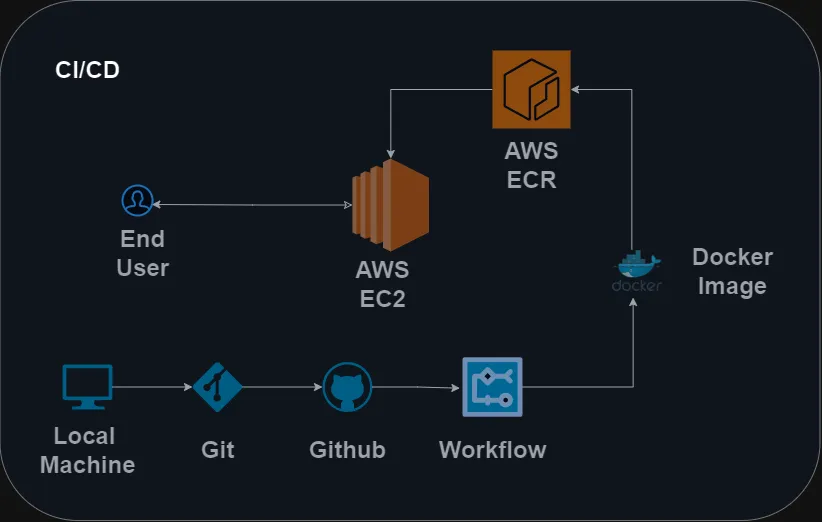 CI/CD
AWS
ECR
End
User
AWS
EC2
Docker
Image
docker
Local
Machine
Git
Github
Workflow